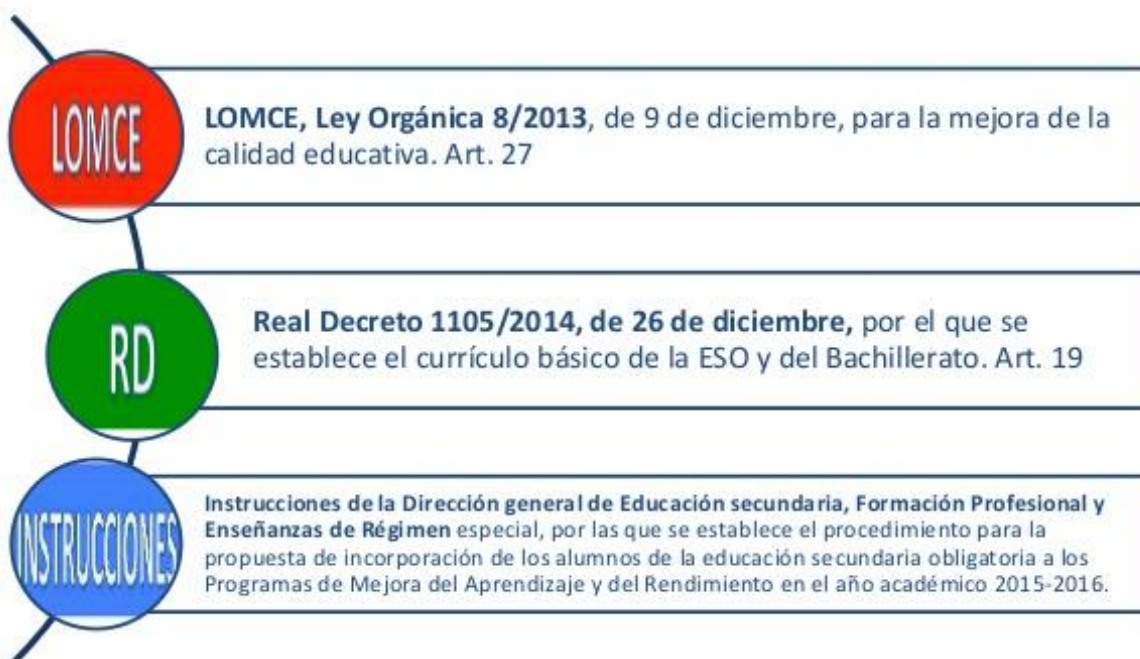 LOMCE
LOMCE, Ley Orgánica 8/2013, de 9 de diciembre, para la mejora de la
calidad educativa. Art. 27
RD
Real Decreto 1105/2014, de 26 de diciembre, por el que se
establece el currículo básico de la ESO y del Bachillerato. Art. 19
INSTRUCCIONES
Instrucciones de la Dirección general de Educación secundaria, Formación Profesional y
Enseñanzas de Régimen especial, por las que se establece el procedimiento para la
propuesta de incorporación de los alumnos de la educación secundaria obligatoria a los
Programas de Mejora del Aprendizaje y del Rendimiento en el año académico 2015-2016.